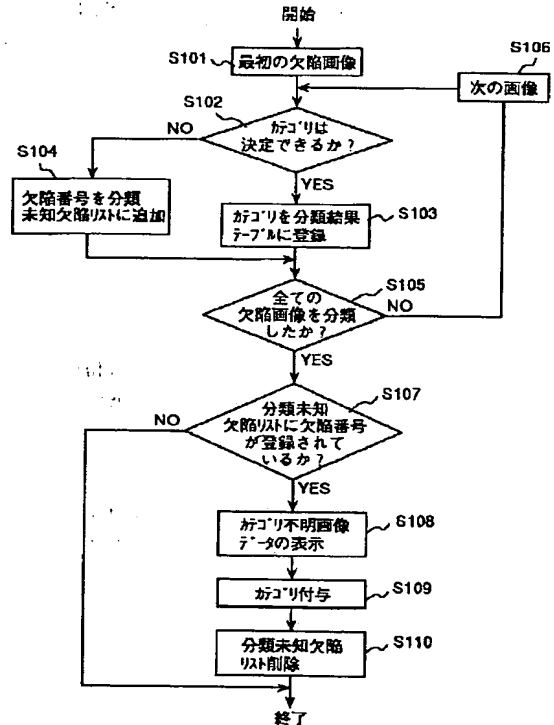 開始
S101
最初の欠陥画像
S106
次の画像
S102
ｶﾃｺﾞﾘは
決定できるか?
NO
YES
S104
欠陥番号を分類
未知欠陥ﾘｽﾄに追加
ｶﾃｺﾞﾘを分類結果
ﾃｰﾌﾞﾙに登録
S103
全ての
欠陥画像を分類
したか?
S105
NO
YES
S107
分類未知
欠陥ﾘｽﾄに欠陥番号
が登録されて
いるか?
NO
YES
ｶﾃｺﾞﾘ不明画像
ﾃﾞｰﾀの表示
S108
ｶﾃｺﾞﾘ付与
S109
分類未知欠陥
ﾘｽﾄ削除
S110
終了